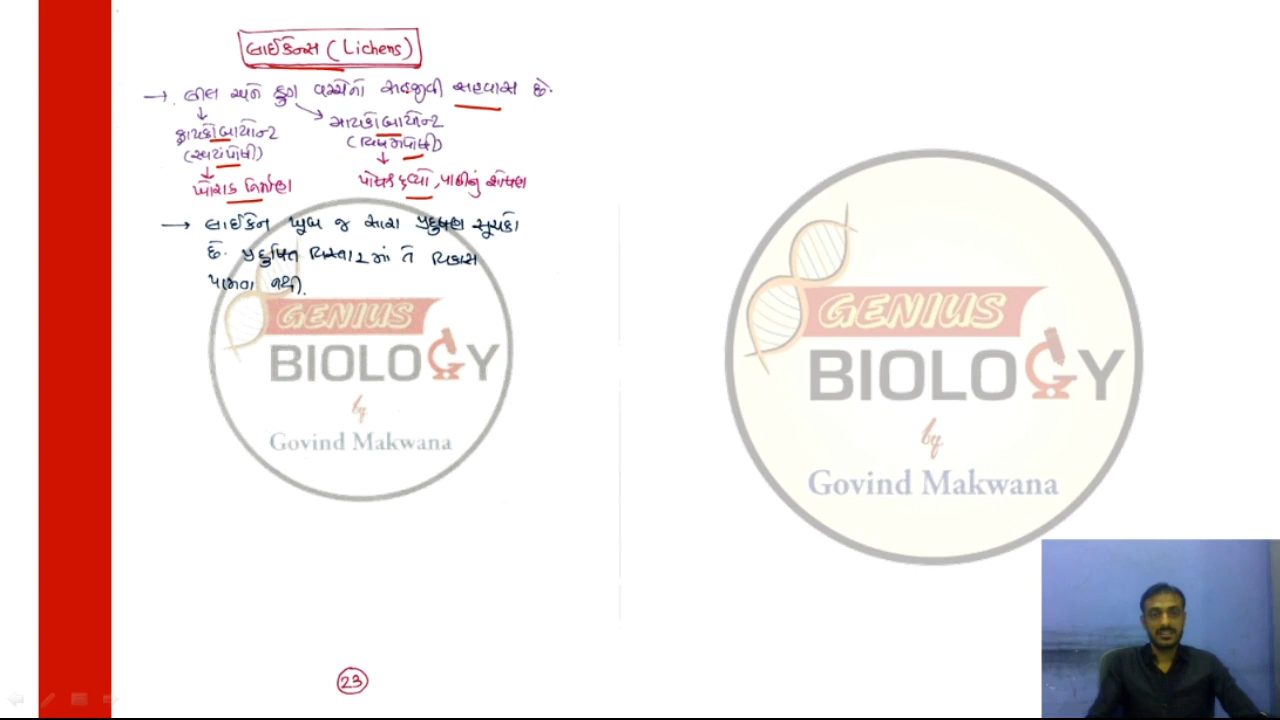 લાઈકેન્સ (Lichens)
→ લીલ અને ફુગ વચ્ચેનો સહજીવી સહવાસ છે.
ફાયકોબાયોન્ટ
માયકોબાયોન્ટ
(સ્વયંપોષી)
(વિષમપોષી)
ખોરાક નિર્માણ
પોષક દ્રવ્યો, પાણીનું શોષણ
→ લાઈકેન ખુબ જ સારા પ્રદુષણ સૂચકો
છે. પ્રદુષિત વિસ્તારમાં તે વિકાસ
પામતા નથી.
GENIUS
BIOLOGY
by
Govind Makwana
GENIUS
BIOLOGY
by
Govind Makwana
23